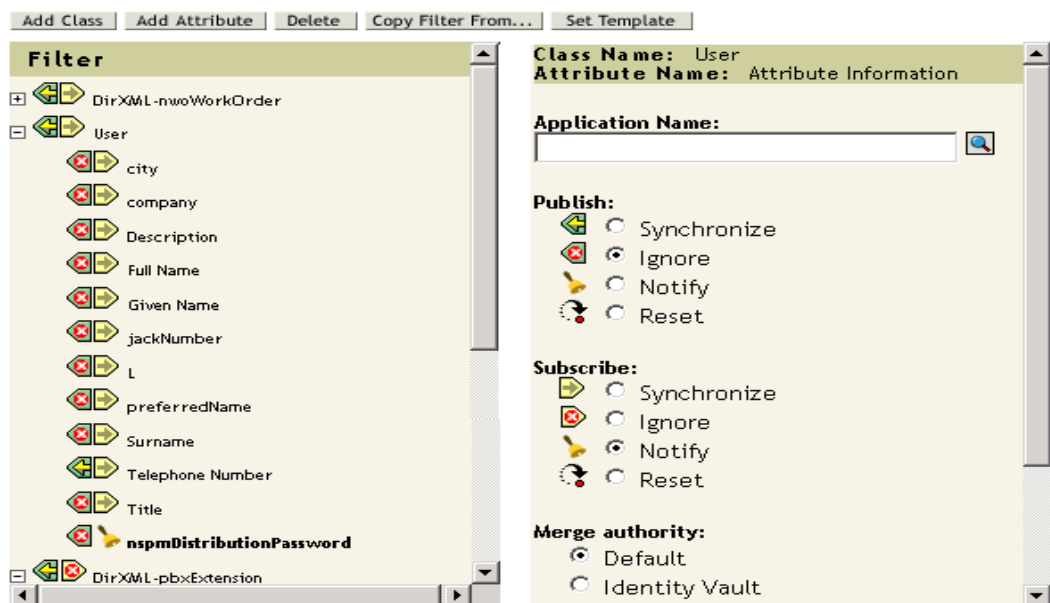 Add Class Add Attribute Delete Copy Filter From... Set Template
Filter
DirXML-nwoWorkOrder
User
city
company
Description
Full Name
Given Name
jackNumber
L
preferredName
Surname
Telephone Number
Title
nspmDistributionPassword
DirXML-pbxExtension
Class Name: User
Attribute Name: Attribute Information
Application Name:
Publish:
Synchronize
Ignore
Notify
Reset
Subscribe:
Synchronize
Ignore
Notify
Reset
Merge authority:
Default
Identity Vault